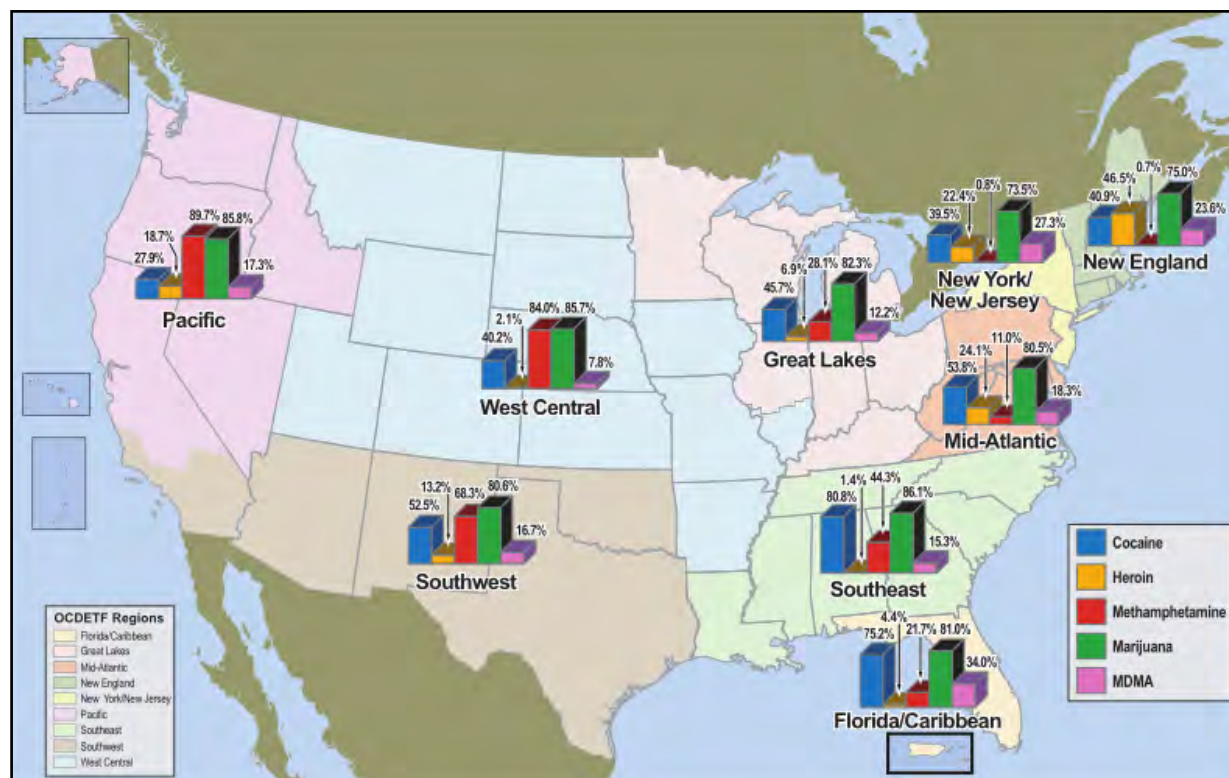 0.7%
46.5%
75.0%
40.9%
23.6%
New England
0.8%
22.4%
73.5%
39.5%
27.3%
New York/
New Jersey
89.7% 85.8%
18.7%
27.9%
17.3%
Pacific
6.9%
28.1%
82.3%
45.7%
12.2%
Great Lakes
84.0% 85.7%
2.1%
40.2%
7.8%
West Central
11.0%
24.1%
80.5%
53.8%
18.3%
Mid-Atlantic
13.2%
68.3%
80.6%
52.5%
16.7%
Southwest
1.4%
44.3%
80.8%
86.1%
15.3%
Southeast
4.4%
75.2%
21.7%
81.0%
34.0%
Florida/Caribbean
Cocaine
Heroin
Methamphetamine
Marijuana
MDMA
OCDETF Regions
Florida/Caribbean
Great Lakes
Mid-Atlantic
New England
New York/New Jersey
Pacific
Southeast
Southwest
West Central